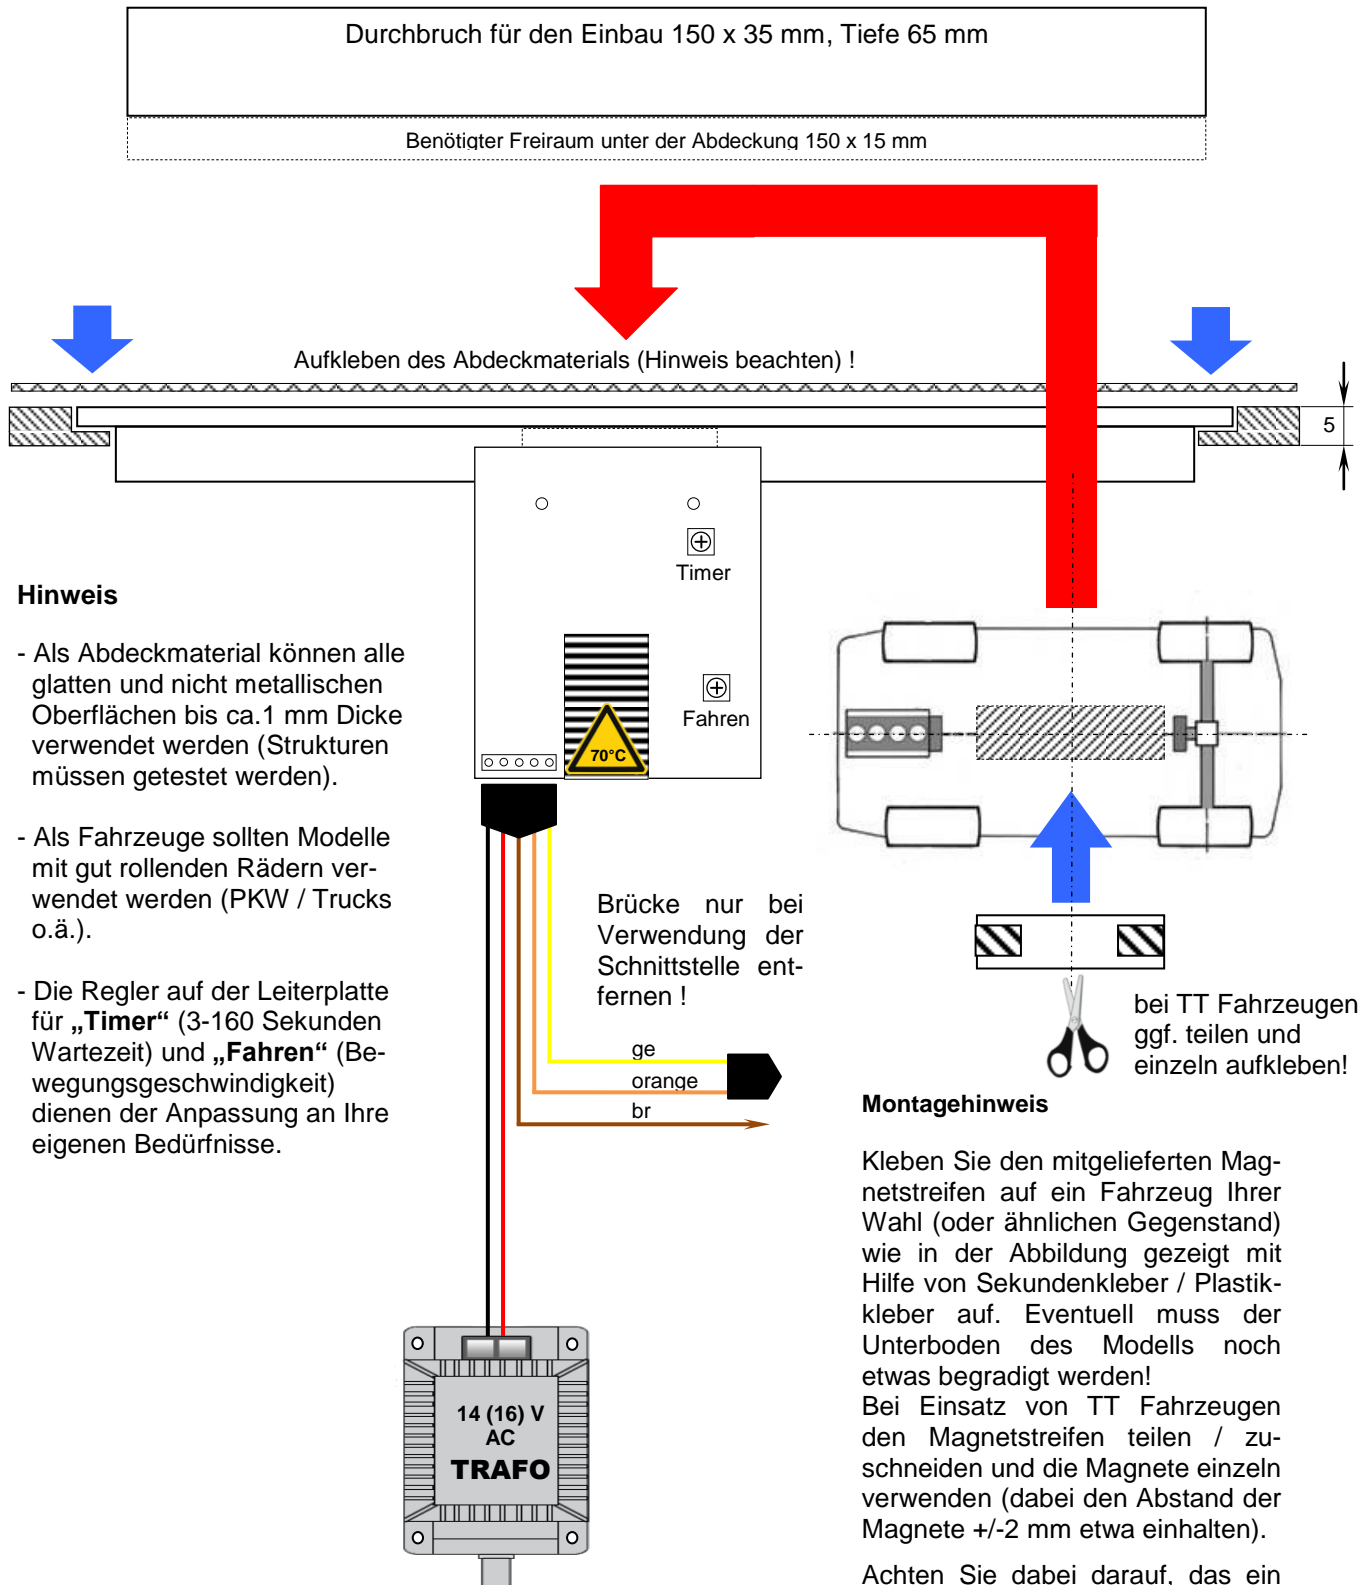 Durchbruch für den Einbau 150 x 35 mm, Tiefe 65 mm
Benötigter Freiraum unter der Abdeckung 150 x 15 mm
Aufkleben des Abdeckmaterials (Hinweis beachten) !
5
Timer
Fahren
70°C
Hinweis
- Als Abdeckmaterial können alle
glatten und nicht metallischen
Oberflächen bis ca.1 mm Dicke
verwendet werden (Strukturen
müssen getestet werden).
- Als Fahrzeuge sollten Modelle
mit gut rollenden Rädern ver-
wendet werden (PKW / Trucks
o.ä.).
- Die Regler auf der Leiterplatte
für „Timer“ (3-160 Sekunden
Wartezeit) und „Fahren“ (Be-
wegungsgeschwindigkeit)
dienen der Anpassung an Ihre
eigenen Bedürfnisse.
Brücke nur bei
Verwendung der
Schnittstelle ent-
fernen !
ge
orange
br
14 (16) V
AC
TRAFO
bei TT Fahrzeugen
ggf. teilen und
einzeln aufkleben!
Montagehinweis
Kleben Sie den mitgelieferten Mag-
netstreifen auf ein Fahrzeug Ihrer
Wahl (oder ähnlichen Gegenstand)
wie in der Abbildung gezeigt mit
Hilfe von Sekundenkleber / Plastik-
kleber auf. Eventuell muss der
Unterboden des Modells noch
etwas begradigt werden!
Bei Einsatz von TT Fahrzeugen
den Magnetstreifen teilen / zu-
schneiden und die Magnete einzeln
verwenden (dabei den Abstand der
Magnete +/-2 mm etwa einhalten).
Achten Sie dabei darauf, das ein